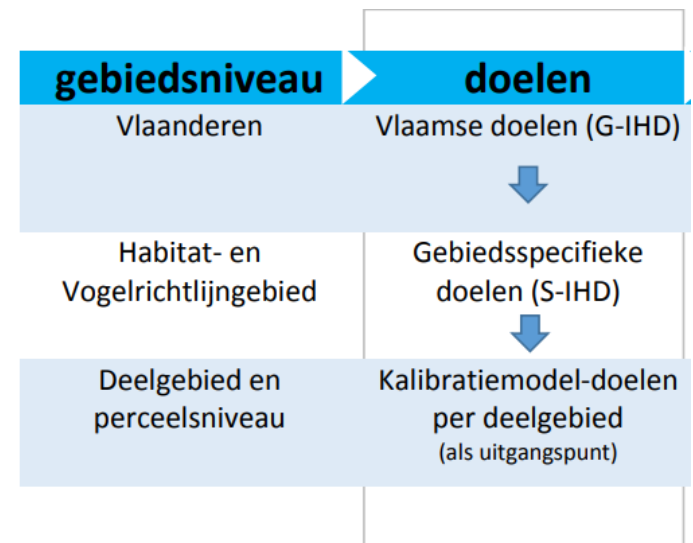 gebiedsniveau
doelen
Vlaanderen
Vlaamse doelen (G-IHD)
Habitat- en
Vogelrichtlijngebied
Gebiedsspecifieke
doelen (S-IHD)
Deelgebied en
perceelsniveau
Kalibratiemodel-doelen
per deelgebied
(als uitgangspunt)